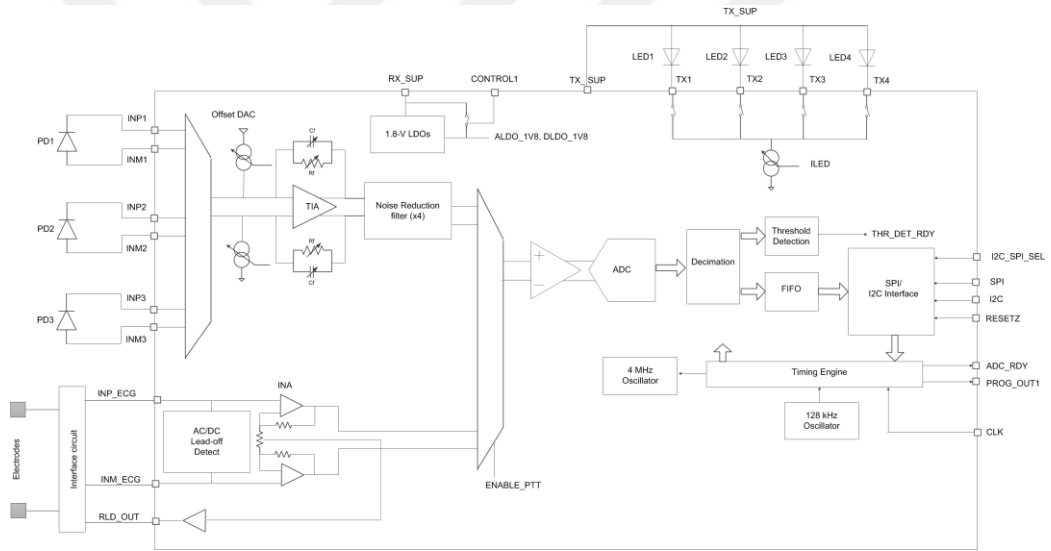 TX_SUP
LED1
LED2
LED3
LED4
RX_SUP
CONTROL1
TX_SUP
TX1
TX2
TX3
TX4
INP1
Offset DAC
PD1
1.8-V LDOs
ALDO_1V8, DLDO_1V8
INM1
Cf
Rf
ILED
TIA
Noise Reduction
filter (x4)
INP2
PD2
INM2
Rf
Cf
Threshold
Detection
THR_DET_RDY
Decimation
ADC
FIFO
SPI/
I2C Interface
I2C_SPI_SEL
SPI
I2C
RESETZ
INP3
PD3
INM3
4 MHz
Oscillator
Timing Engine
ADC_RDY
PROG_OUT1
INP_ECG
INA
128 kHz
Oscillator
CLK
AC/DC
Lead-off
Detect
Electrodes
Interface circuit
INM_ECG
ENABLE_PTT
RLD_OUT